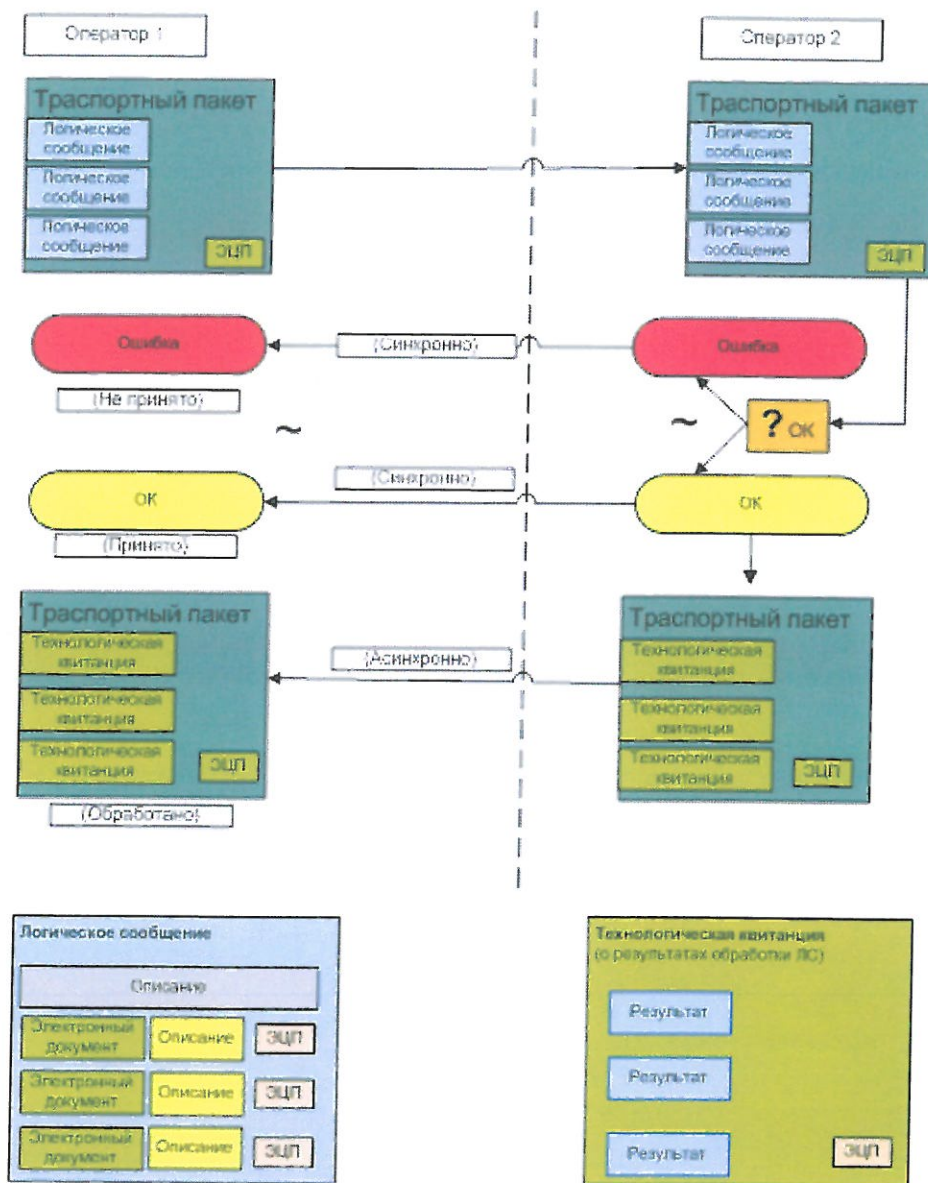 Оператор 1
Оператор 2
Траспортный пакет
Логическое
сообщение
Логическое
сообщение
Логическое
сообщение
ЭЦП
Траспортный пакет
Логическое
сообщение
Логическое
сообщение
Логическое
сообщение
ЭЦП
Ошибка
(Синхронно)
Ошибка
(Не принято)
~
~
? ОК
ОК
(Синхронно)
ОК
(Принято)
Траспортный пакет
Технологическая
квитанция
Технологическая
квитанция
Технологическая
квитанция
ЭЦП
(Асинхронно)
Траспортный пакет
Технологическая
квитанция
Технологическая
квитанция
Технологическая
квитанция
ЭЦП
(Обработано)
Логическое сообщение
Описание
Электронный
документ
Описание
ЭЦП
Электронный
документ
Описание
ЭЦП
Электронный
документ
Описание
ЭЦП
Технологическая квитанция
(о результатах обработки ЛС)
Результат
Результат
Результат
ЭЦП